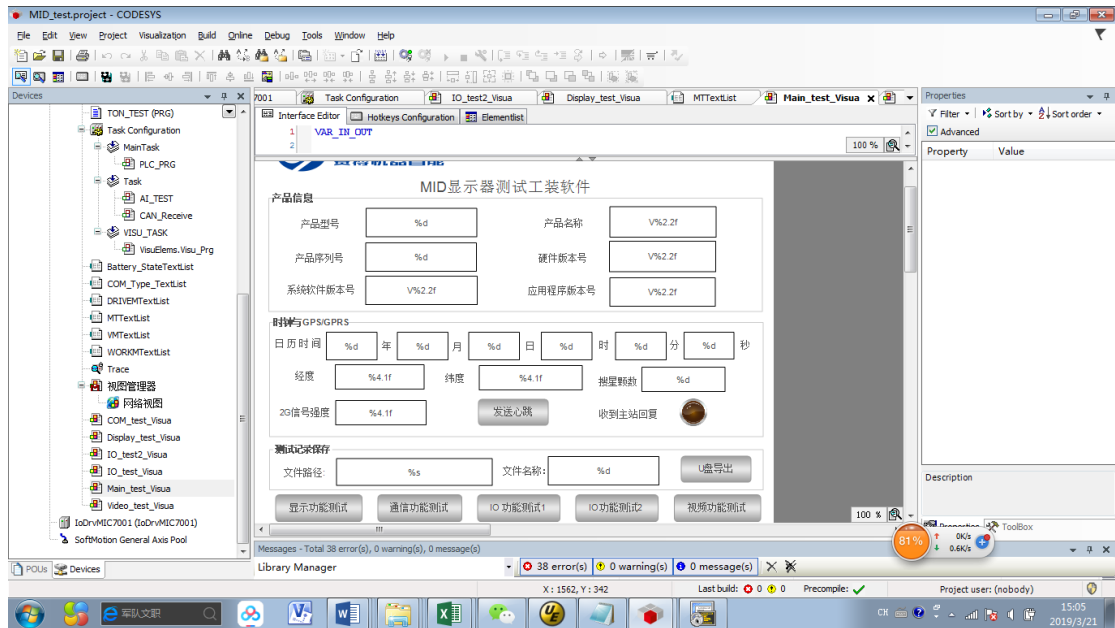 MID_test.project - CODESYS
File Edit View Project Visualization Build Online Debug Tools Window Help
Devices
7001 Task Configuration IO_test2_Visua Display_test_Visua MTTextList Main_test_Visua
Interface Editor Hotkeys Configuration Elementlist
1 VAR_IN_OUT
2
100 %
TON_TEST (PRG)
Task Configuration
MainTask
PLC_PRG
Task
AI_TEST
CAN_Receive
VISU_TASK
VisuElems.Visu_Prg
Battery_StateTextList
COM_Type_TextList
DRIVEMTextList
MTTextList
VMTextList
WORKMTextList
Trace
视图管理器
网络视图
COM_test_Visua
Display_test_Visua
IO_test2_Visua
IO_test_Visua
Main_test_Visua
Video_test_Visua
IoDrvMIC7001 (IoDrvMIC7001)
SoftMotion General Axis Pool
POUs Devices
MID显示器测试工装软件
产品信息
产品型号 %d 产品名称 V%2.2f
产品序列号 %d 硬件版本号 V%2.2f
系统软件版本号 V%2.2f 应用程序版本号 V%2.2f
时钟与GPS/GPRS
日历时间 %d 年 %d 月 %d 日 %d 时 %d 分 %d 秒
经度 %4.1f 纬度 %4.1f 搜星颗数 %d
2G信号强度 %4.1f 发送心跳 收到主站回复
测试记录保存
文件路径: %s 文件名称: %d U盘导出
显示功能测试 通信功能测试 IO 功能测试1 IO功能测试2 视频功能测试
100 %
Properties
Filter Sort by Sort order
Advanced
Property Value
Description
Properties ToolBox
81% 0K/s
0.6K/s
Messages - Total 38 error(s), 0 warning(s), 0 message(s)
Library Manager 38 error(s) 0 warning(s) 0 message(s)
X : 1562, Y : 342 Last build: 0 0 Precompile: Project user: (nobody)
军队文职
CH
15:05
2019/3/21